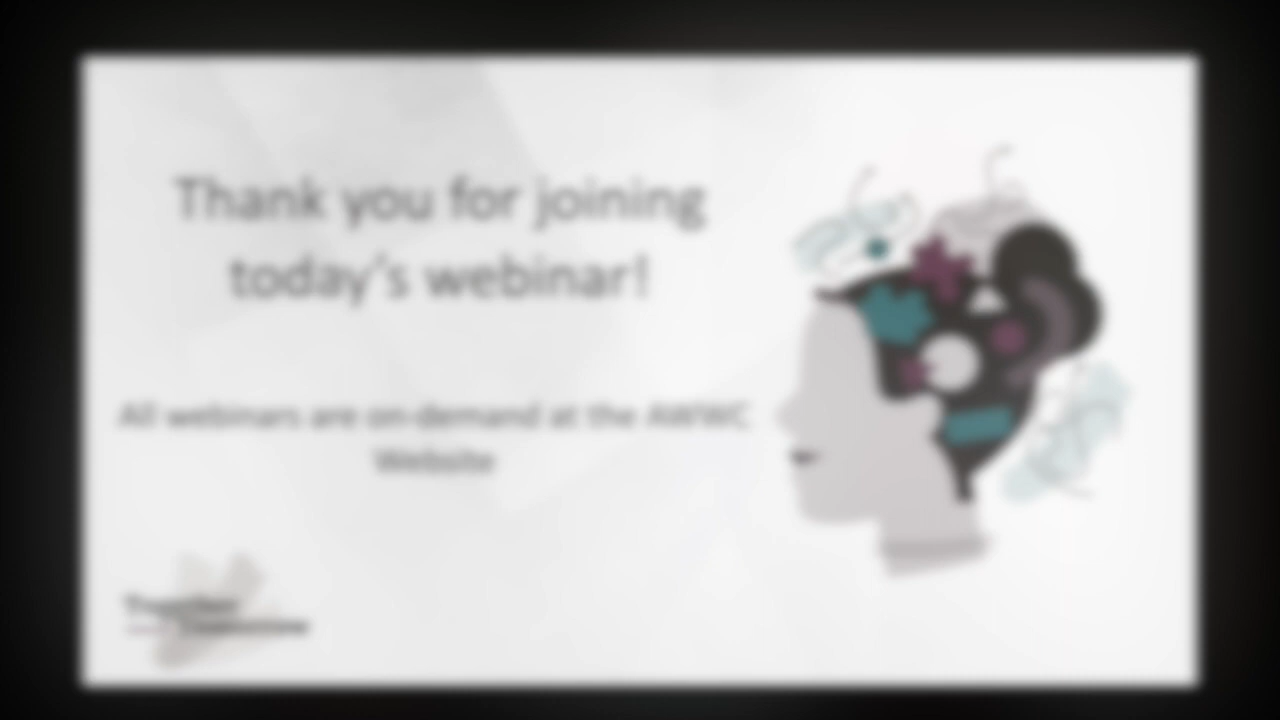 Thank you for joining
today's webinar!
All webinars are on-demand at the AWWC
Website